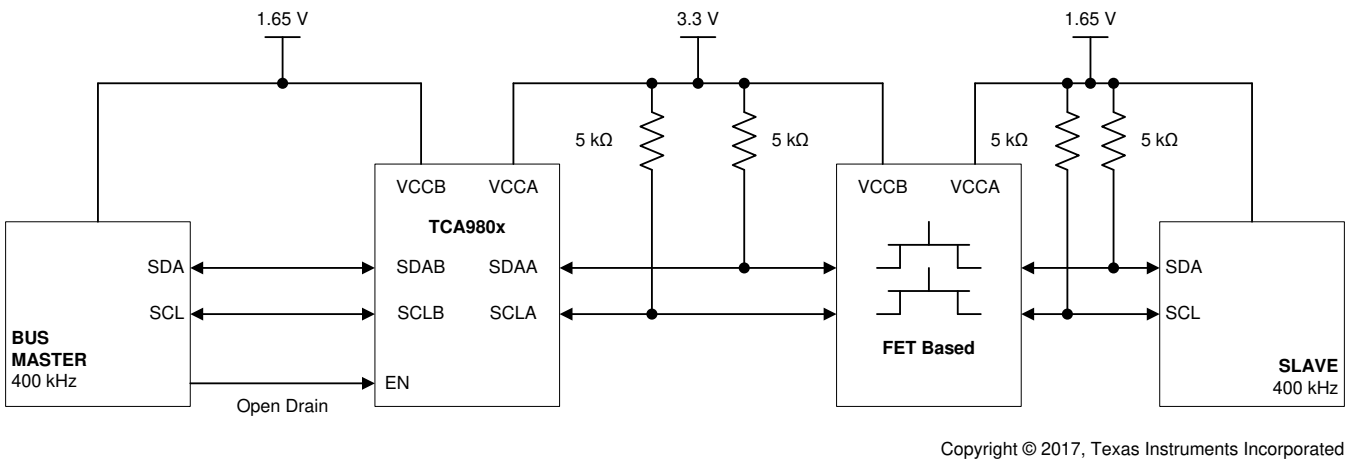 1.65 V
3.3 V
1.65 V
5 kΩ
5 kΩ
5 kΩ
5 kΩ
VCCB VCCA
TCA980x
SDAB SDAA
SCLB SCLA
EN
VCCB VCCA
FET Based
SDA
SCL
BUS
MASTER
400 kHz
Open Drain
SDA
SCL
SLAVE
400 kHz
Copyright © 2017, Texas Instruments Incorporated